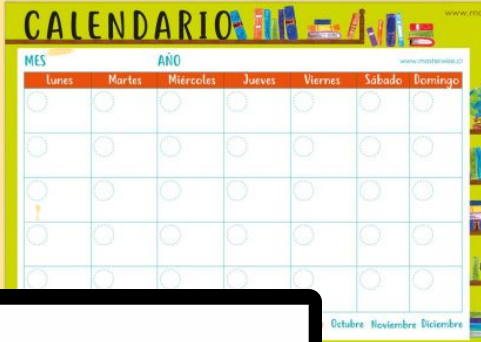 CALENDARIO
MES AÑO www.masterwise.cl
Lunes Martes Miércoles Jueves Viernes Sábado Domingo
Octubre Noviembre Diciembre